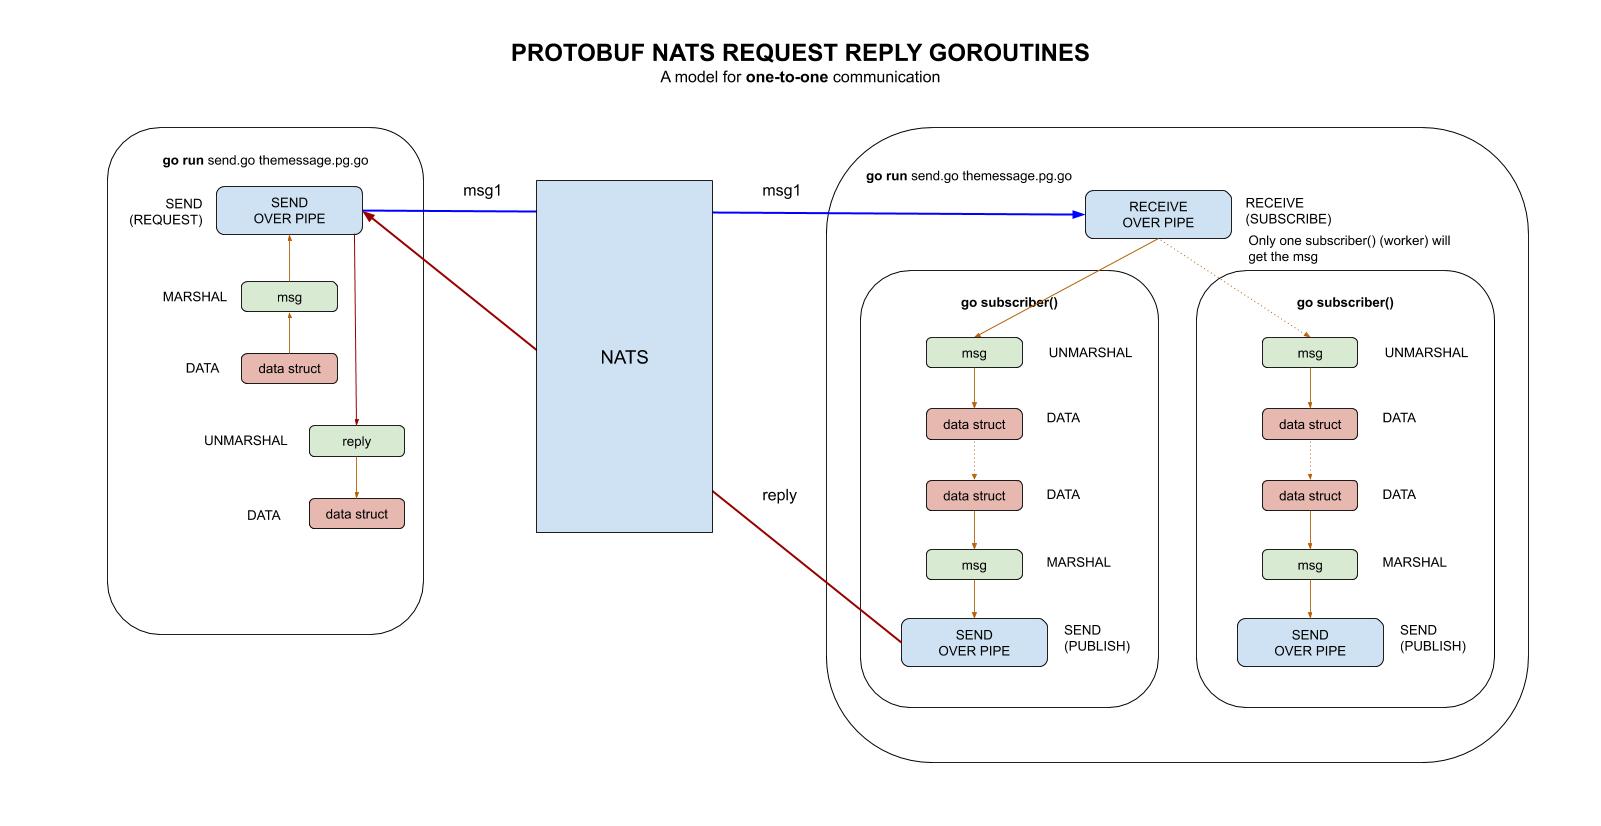 PROTOBUF NATS REQUEST REPLY GOROUTINES
A model for one-to-one communication
go run send.go themessage.pg.go
SEND
(REQUEST)
SEND
OVER PIPE
MARSHAL
msg
DATA
data struct
UNMARSHAL
reply
DATA
data struct
msg1
NATS
msg1
reply
go run send.go themessage.pg.go
RECEIVE
OVER PIPE
RECEIVE
(SUBSCRIBE)
Only one subscriber() (worker) will
get the msg
go subscriber()
msg
UNMARSHAL
data struct
DATA
data struct
DATA
msg
MARSHAL
SEND
OVER PIPE
SEND
(PUBLISH)
go subscriber()
msg
UNMARSHAL
data struct
DATA
data struct
DATA
msg
MARSHAL
SEND
OVER PIPE
SEND
(PUBLISH)